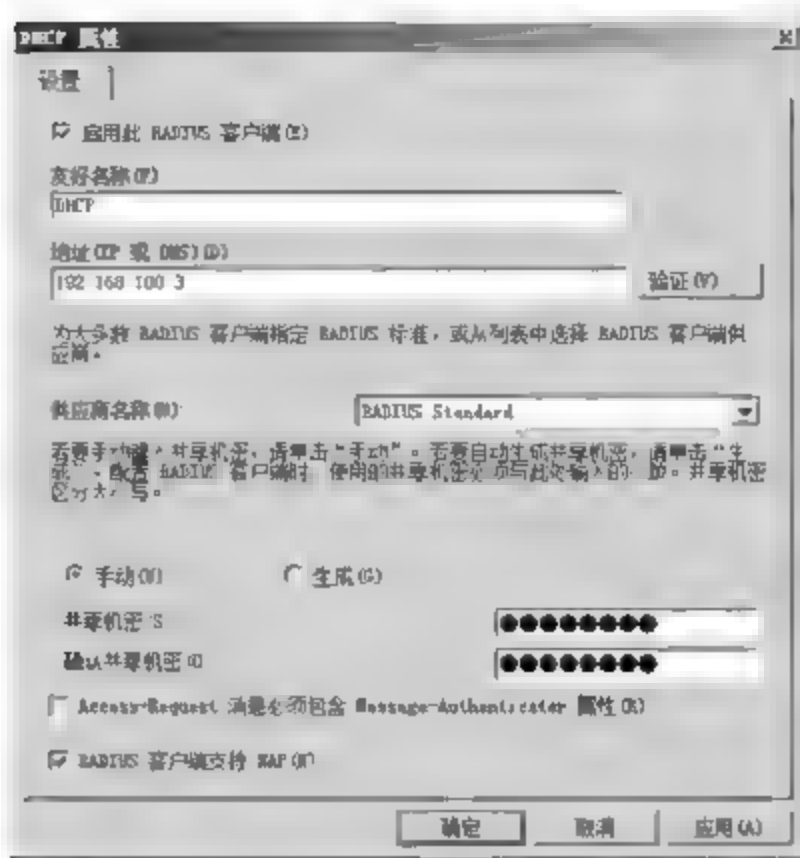 DHCP 属性
设置
启用此 RADIUS 客户端(E)
友好名称(F)
DHCP
地址(IP 或 DNS)(D)
192 168 100 3
验证(V)
为大多数 RADIUS 客户端指定 RADIUS 标准，或从列表中选择 RADIUS 客户端供
应商。
供应商名称(M)
RADIUS Standard
若要手动键入共享机密，请单击“手动”。若要自动生成共享机密，请单击“生
成”。配置 RADIUS 客户端时 使用的共享机密必须与此处输入的 共享机密
区分大 写。
手动(U)
生成(G)
共享机密 S
确认共享机密 O
Access-Request 消息必须包含 Message-Authenticator 属性(A)
RADIUS 客户端支持 NAP(N)
确定
取消
应用(A)